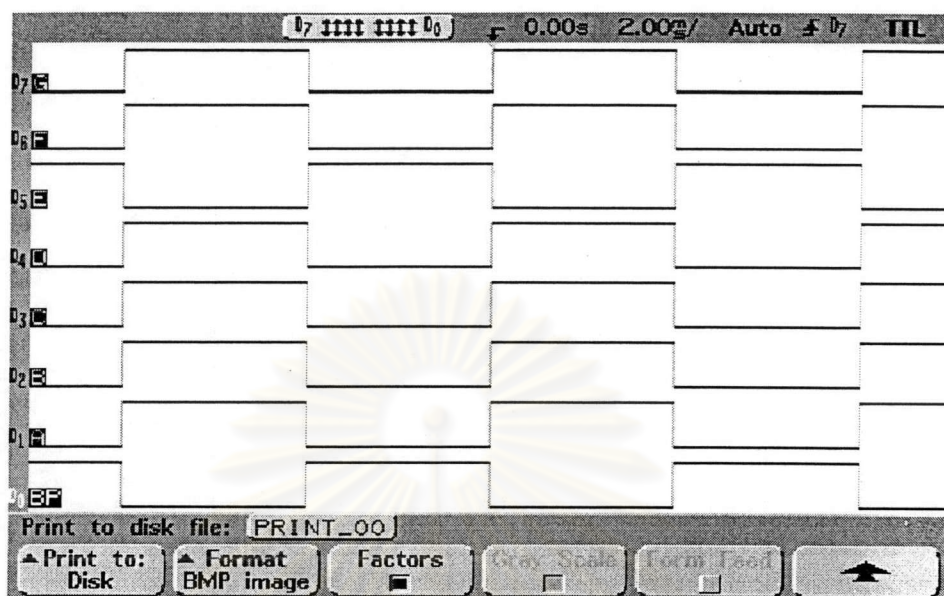 D7 D0 0.00s 2.00ms/ Auto D7 TTL
D7 G
D6 F
D5 E
D4
D3
D2 B
D1 A
D0 BP
Print to disk file: PRINT_00
Print to: Disk
Format BMP image
Factors
Gray Scale
Form Feed